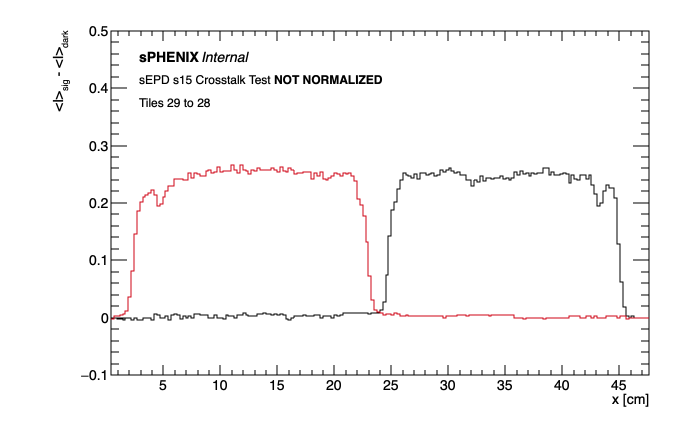 <I>sig - <I>dark
sPHENIX Internal
sEPD s15 Crosstalk Test NOT NORMALIZED
Tiles 29 to 28
0.5
0.4
0.3
0.2
0.1
0
−0.1
5 10 15 20 25 30 35 40 45
x [cm]